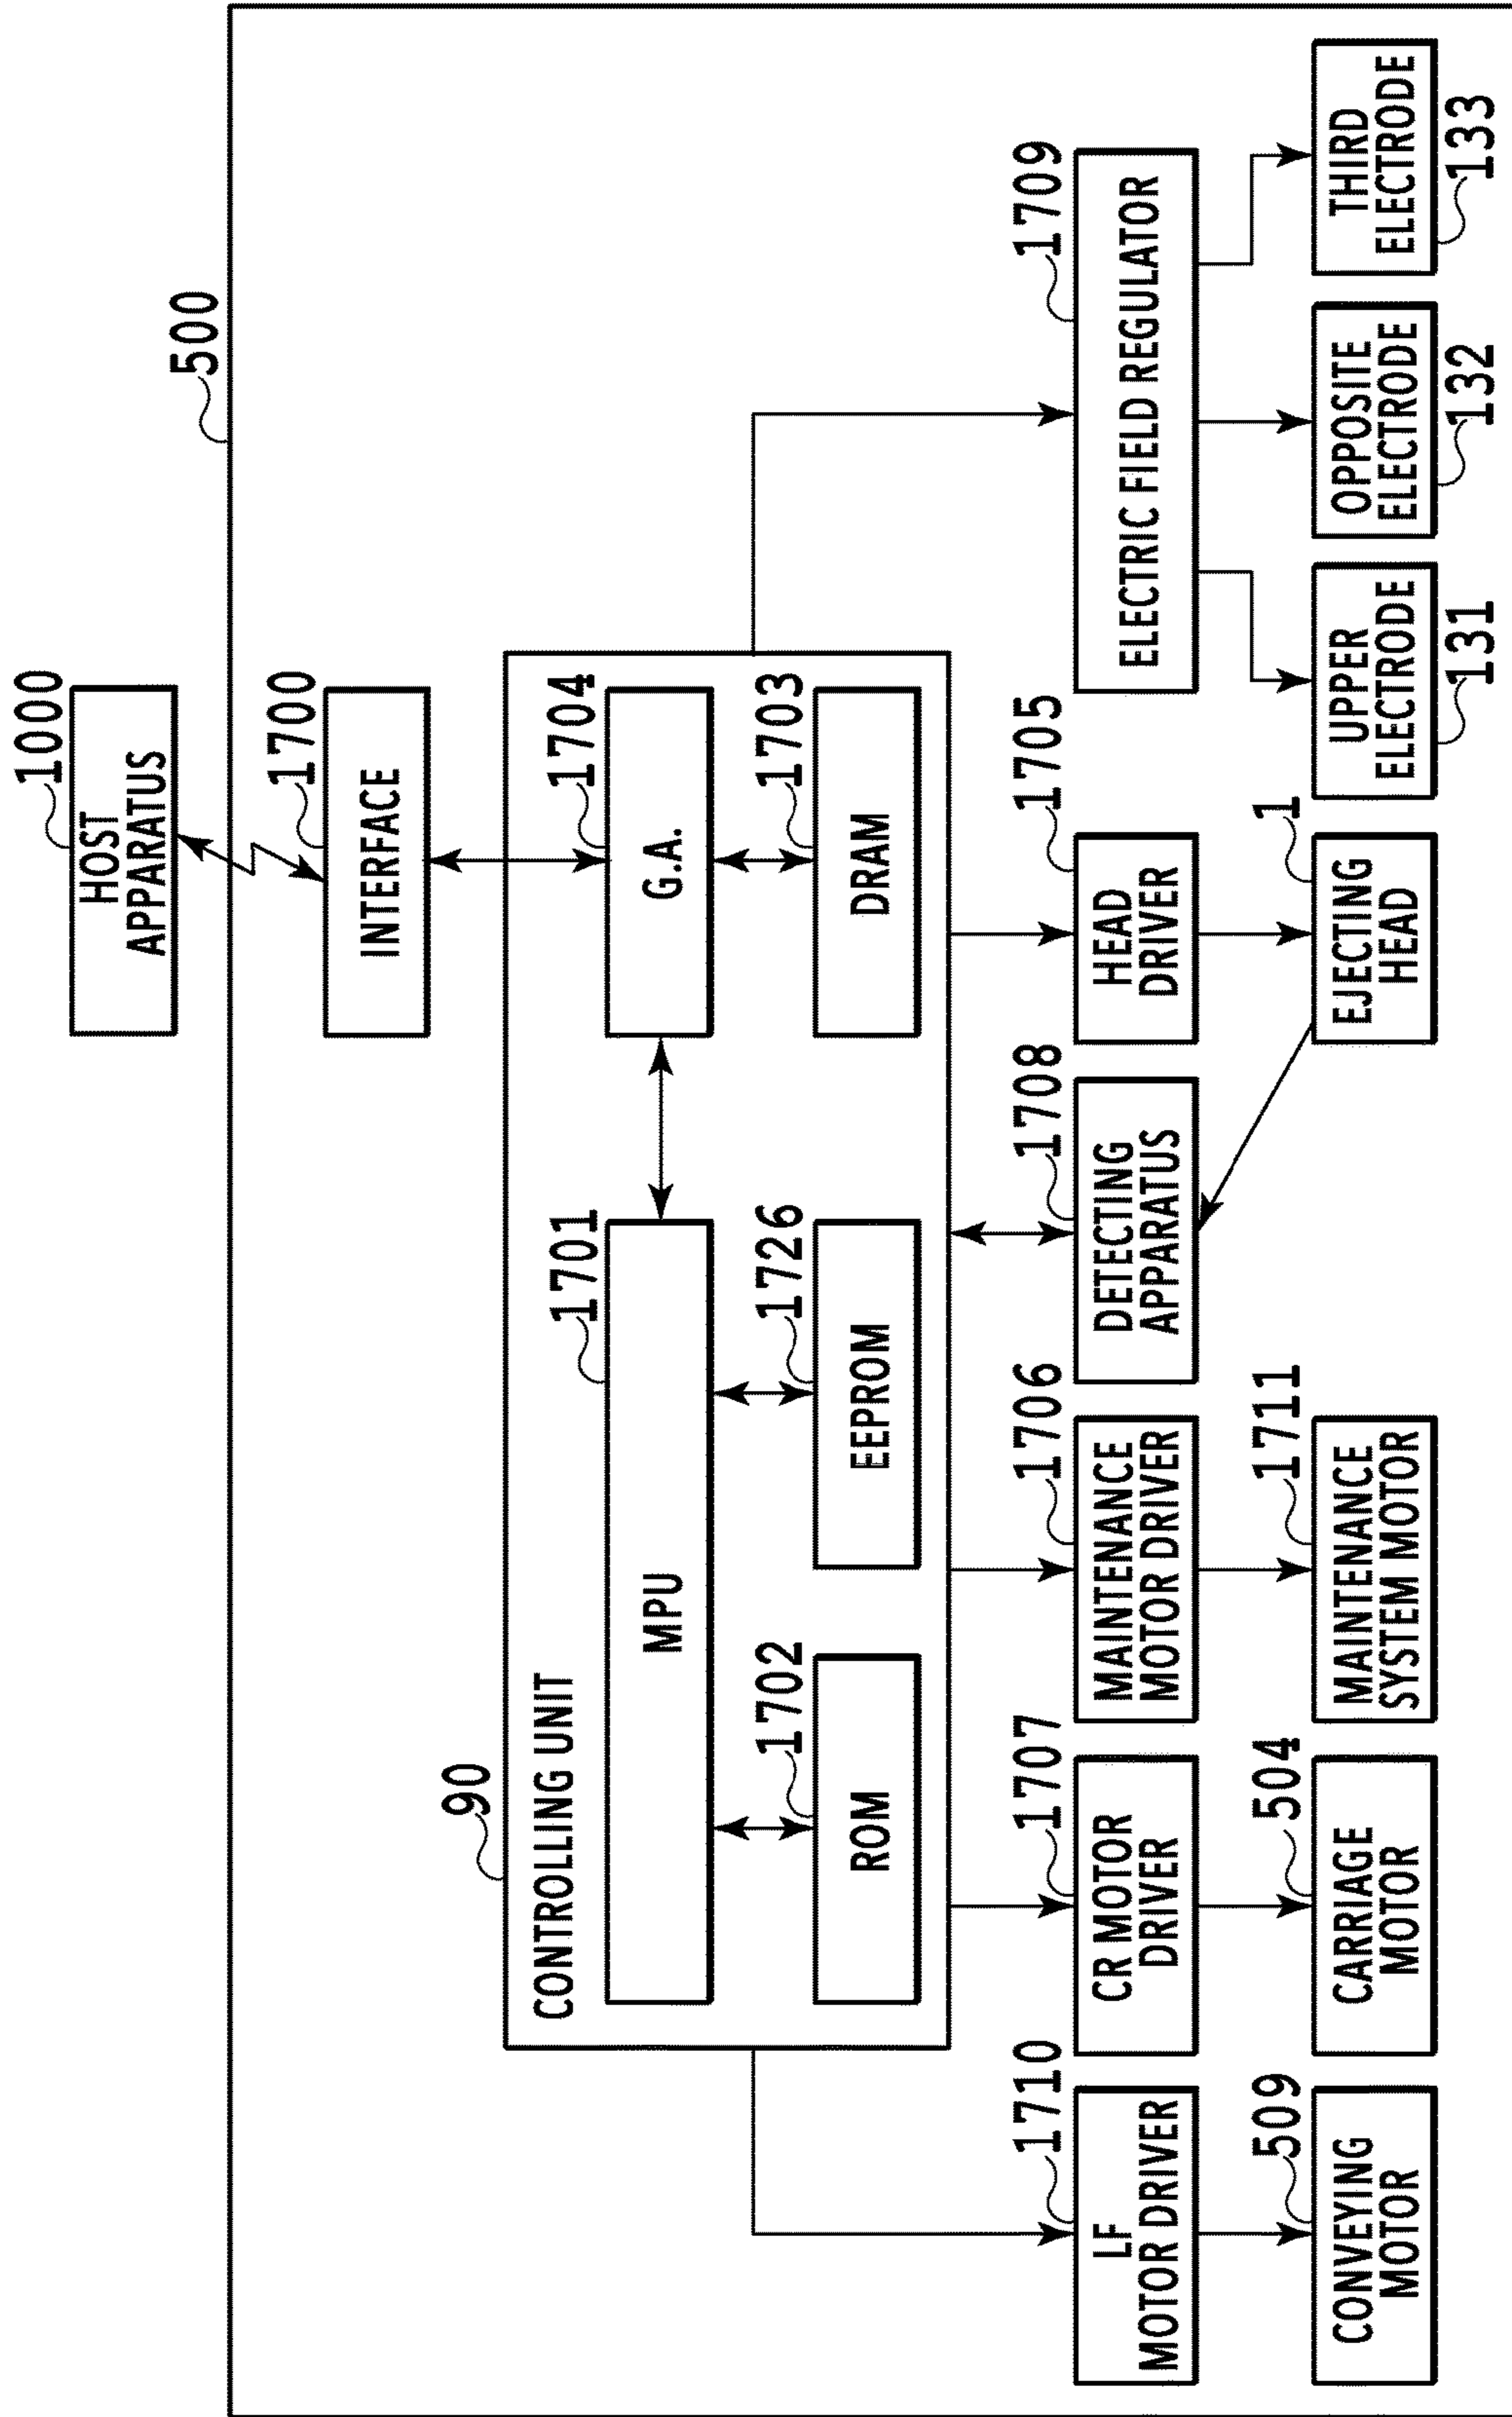 1000
HOST
APPARATUS
500
1700
INTERFACE
90
CONTROLLING UNIT
1701
MPU
1704
G.A.
1702
ROM
1726
EEPROM
1703
DRAM
1710
LF
MOTOR DRIVER
1707
CR MOTOR
DRIVER
1706
MAINTENANCE
MOTOR DRIVER
1708
DETECTING
APPARATUS
1705
HEAD
DRIVER
1709
ELECTRIC FIELD REGULATOR
509
CONVEYING
MOTOR
504
CARRIAGE
MOTOR
1711
MAINTENANCE
SYSTEM MOTOR
1
EJECTING
HEAD
UPPER
ELECTRODE
131
OPPOSITE
ELECTRODE
132
THIRD
ELECTRODE
133